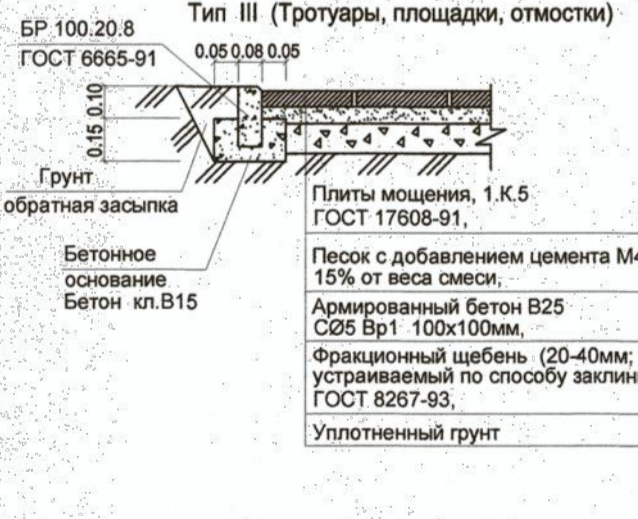 Тип III (Тротуары, площадки, отмостки)
БР 100.20.8
ГОСТ 6665-91
0.05 0.08 0.05
0.10
0.15
Грунт
обратная засыпка
Бетонное
основание
Бетон кл.В15
Плиты мощения, 1.К.5
ГОСТ 17608-91,
Песок с добавлением цемента М4
15% от веса смеси,
Армированный бетон В25
СØ5 Вр1 100х100мм,
Фракционный щебень (20-40мм;
устраиваемый по способу заклин
ГОСТ 8267-93,
Уплотненный грунт